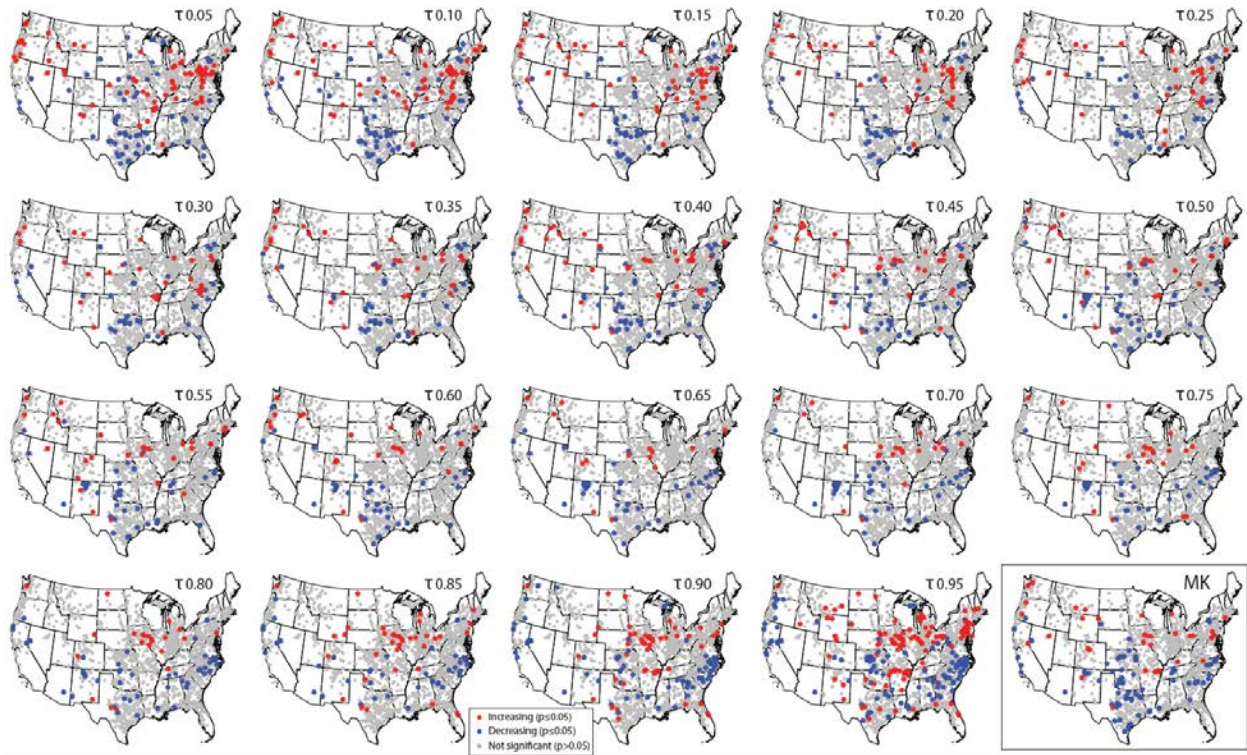 τ 0.05
τ 0.10
τ 0.15
τ 0.20
τ 0.25
τ 0.30
τ 0.35
τ 0.40
τ 0.45
τ 0.50
τ 0.55
τ 0.60
τ 0.65
τ 0.70
τ 0.75
τ 0.80
τ 0.85
τ 0.90
τ 0.95
MK
Increasing (p≤0.05)
Decreasing (p≤0.05)
Not significant (p>0.05)